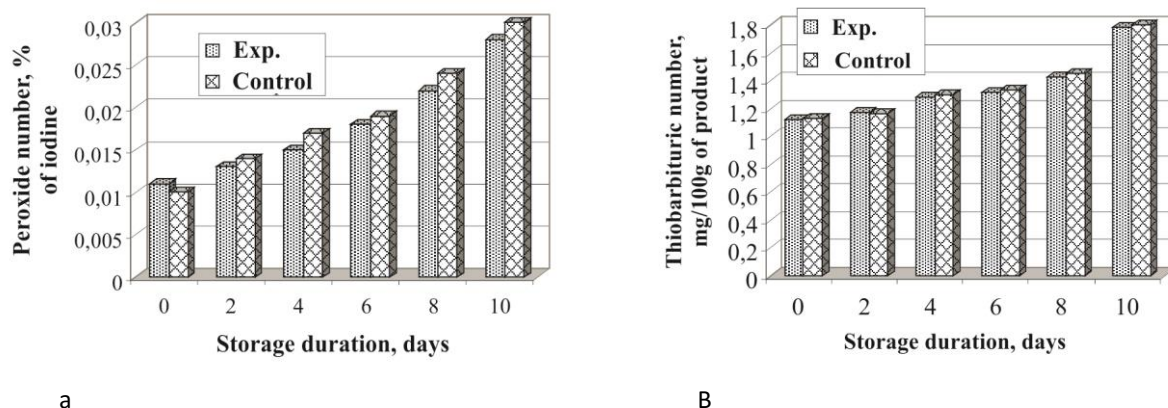 Peroxide number, %
of iodine
0,03
0,025
0,02
0,015
0,01
0,005
0
Exp.
Control
0 2 4 6 8 10
Storage duration, days
a
Thiobarbituric number,
mg/100g of product
1,8
1,6
1,4
1,2
1
0,8
0,6
0,4
0,2
0
Exp.
Control
0 2 4 6 8 10
Storage duration, days
B